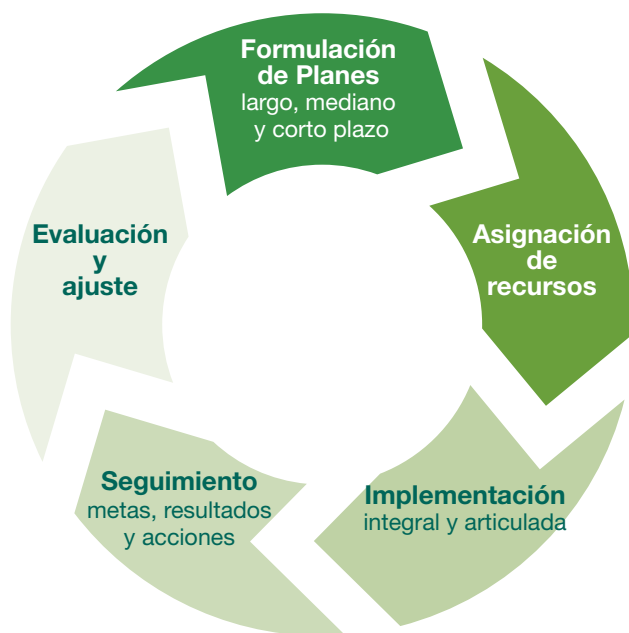 Formulación
de Planes
largo, mediano
y corto plazo
Asignación
de
recursos
Implementación
integral y articulada
Seguimiento
metas, resultados
y acciones
Evaluación
y
ajuste